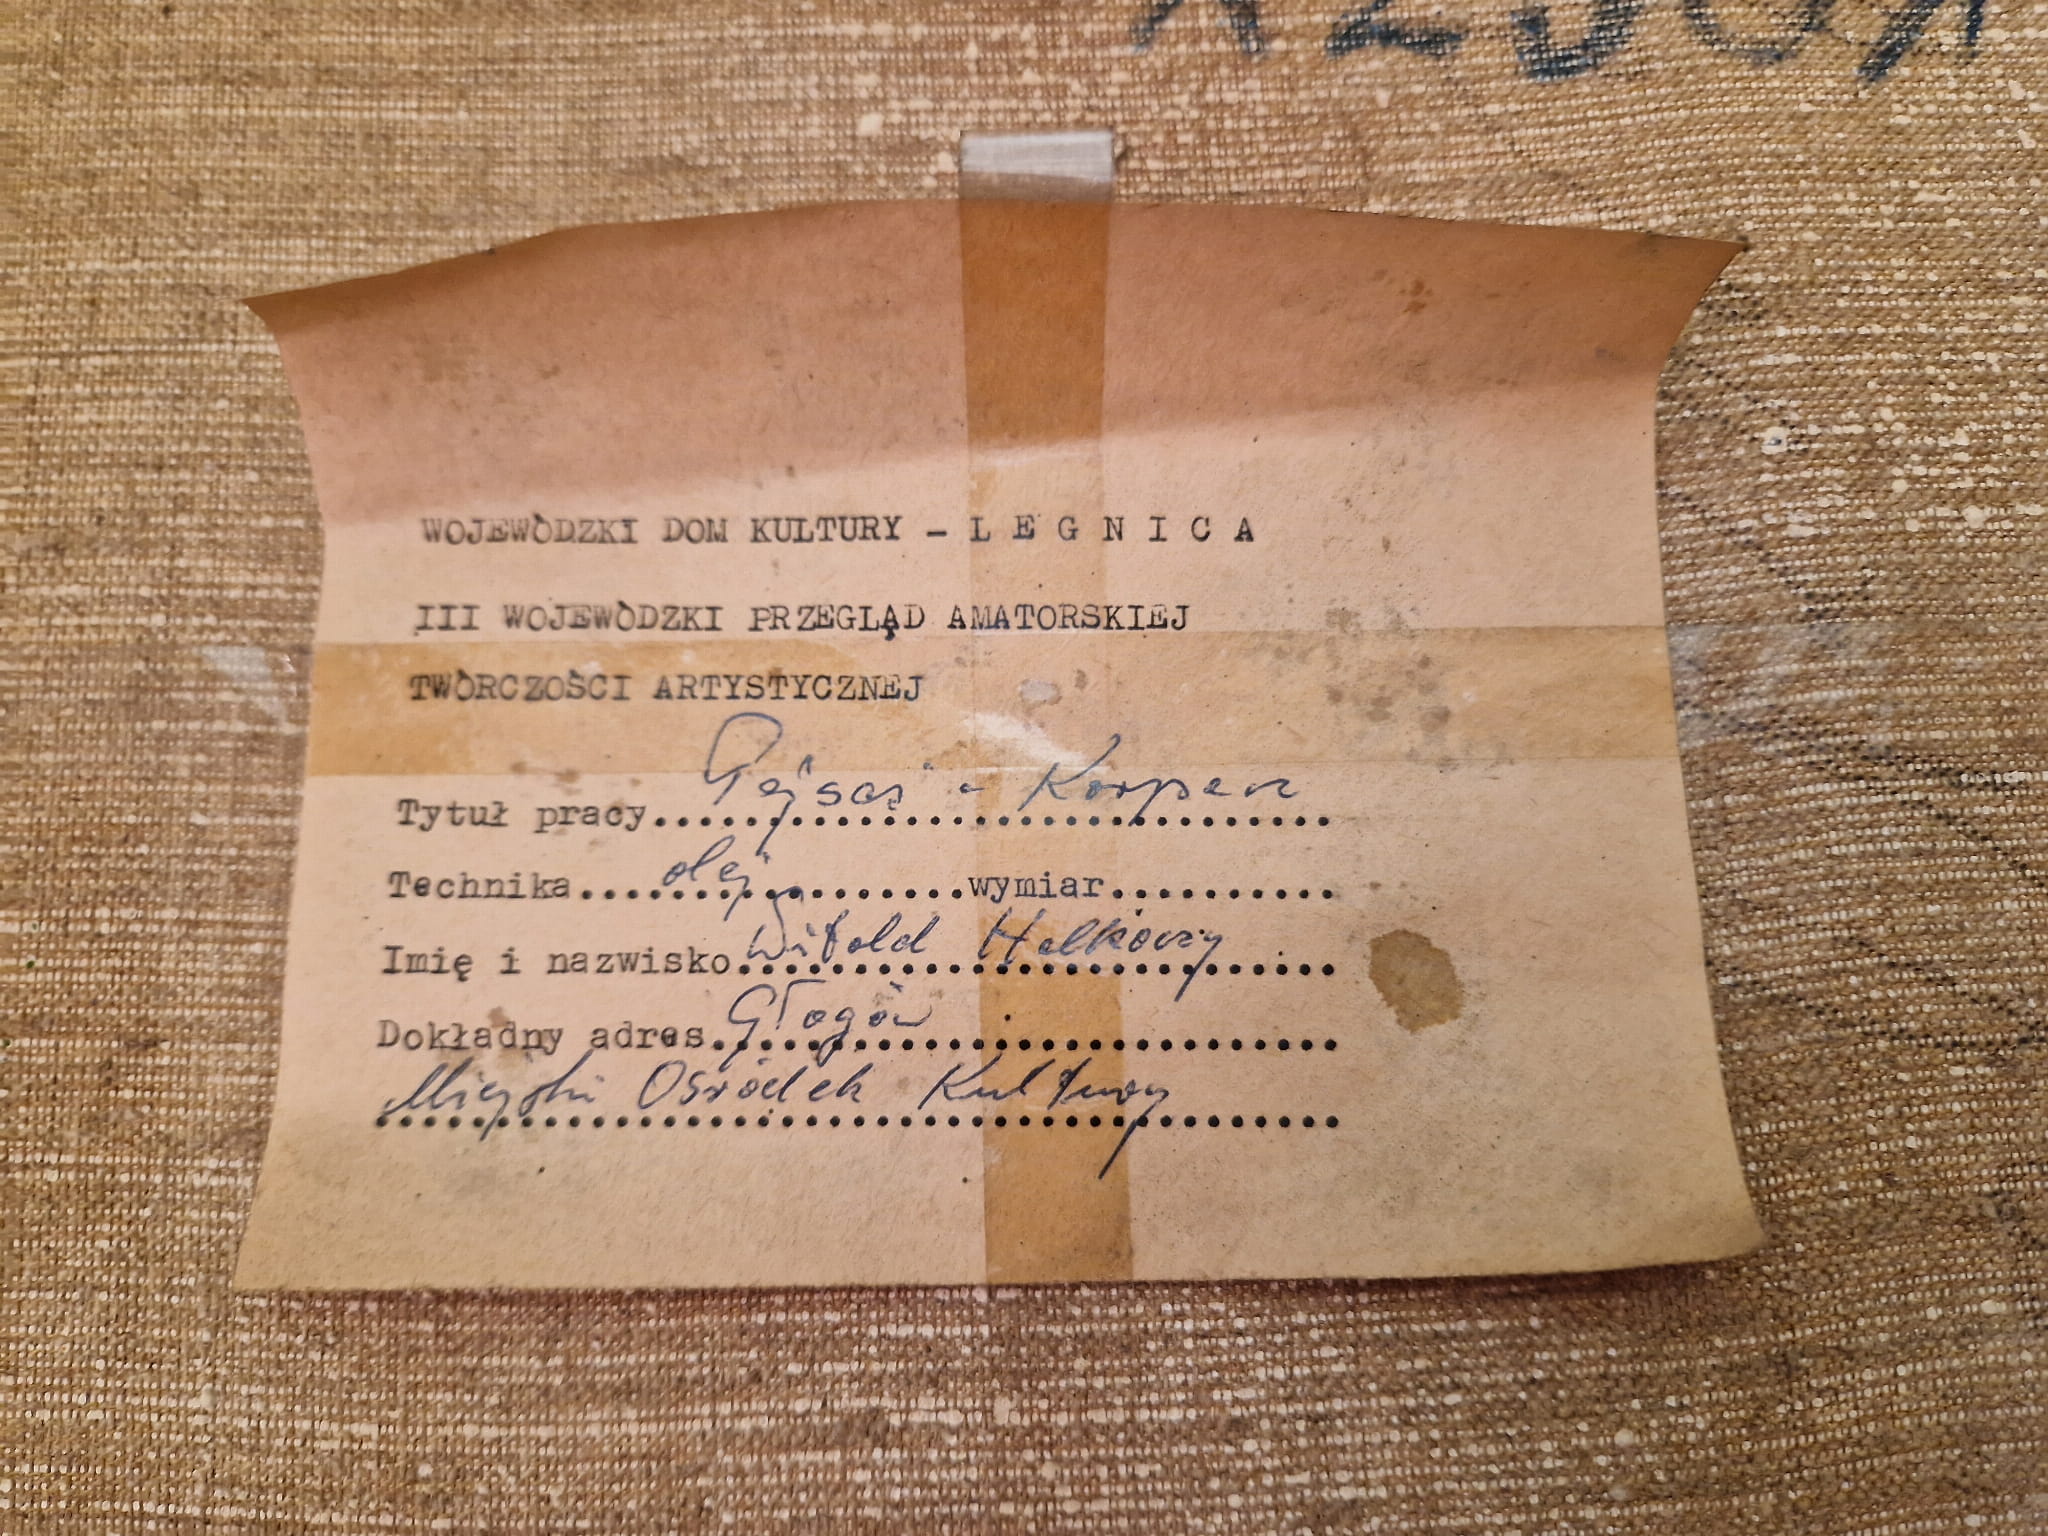 WOJEWÓDZKI DOM KULTURY - L E G N I C A
III WOJEWÓDZKI PRZEGLĄD AMATORSKIEJ
TWÓRCZOŚCI ARTYSTYCZNEJ
Tytuł pracy
Technika olej wymiar
Imię i nazwisko Witold
Dokładny adres Głogów
Miejski Ośrodek Kultury